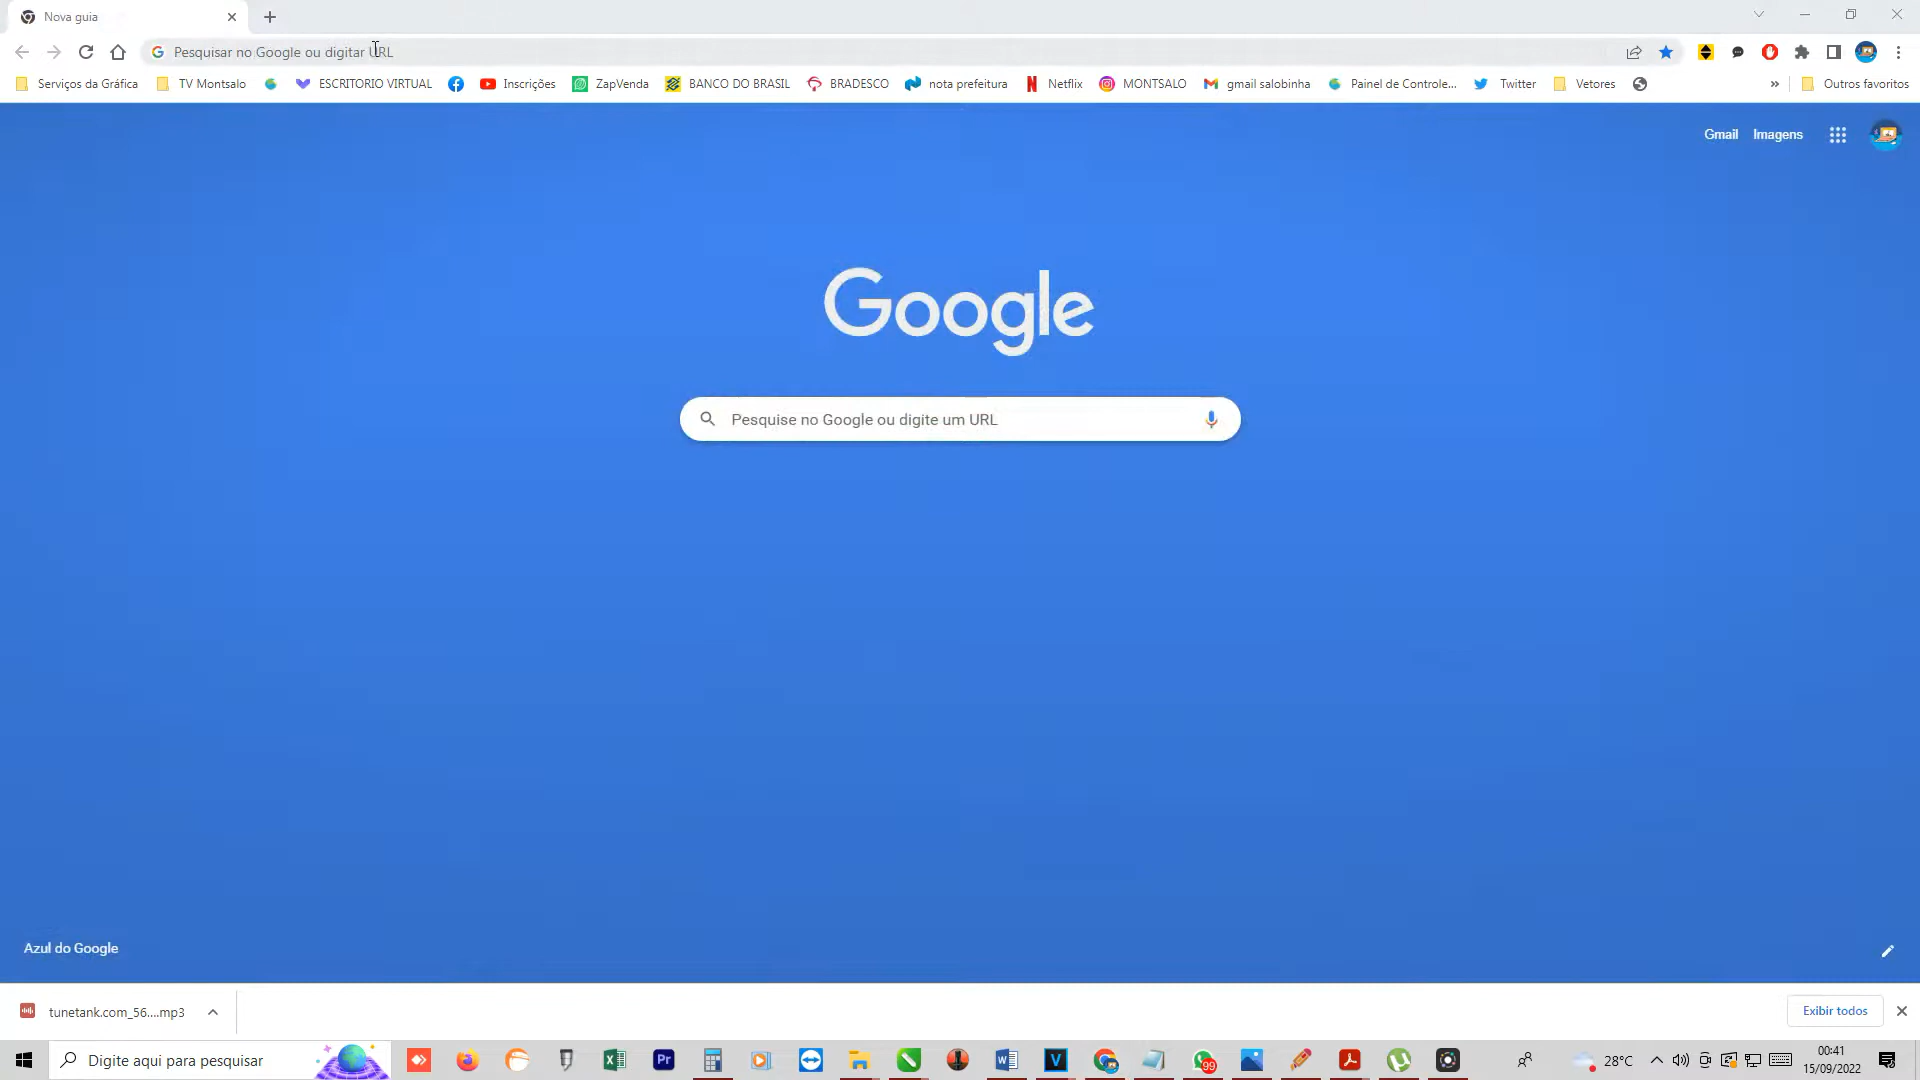 Nova guia
Pesquisar no Google ou digitar URL
Serviços da Gráfica TV Montsalo ESCRITORIO VIRTUAL Inscrições ZapVenda BANCO DO BRASIL BRADESCO nota prefeitura Netflix MONTSALO gmail salobinha Painel de Controle... Twitter Vetores » Outros favoritos
Gmail Imagens
Google
Pesquise no Google ou digite um URL
Azul do Google
tunetank.com_56....mp3 Exibir todos
Digite aqui para pesquisar Pr V 99 28°C 00:41
15/09/2022